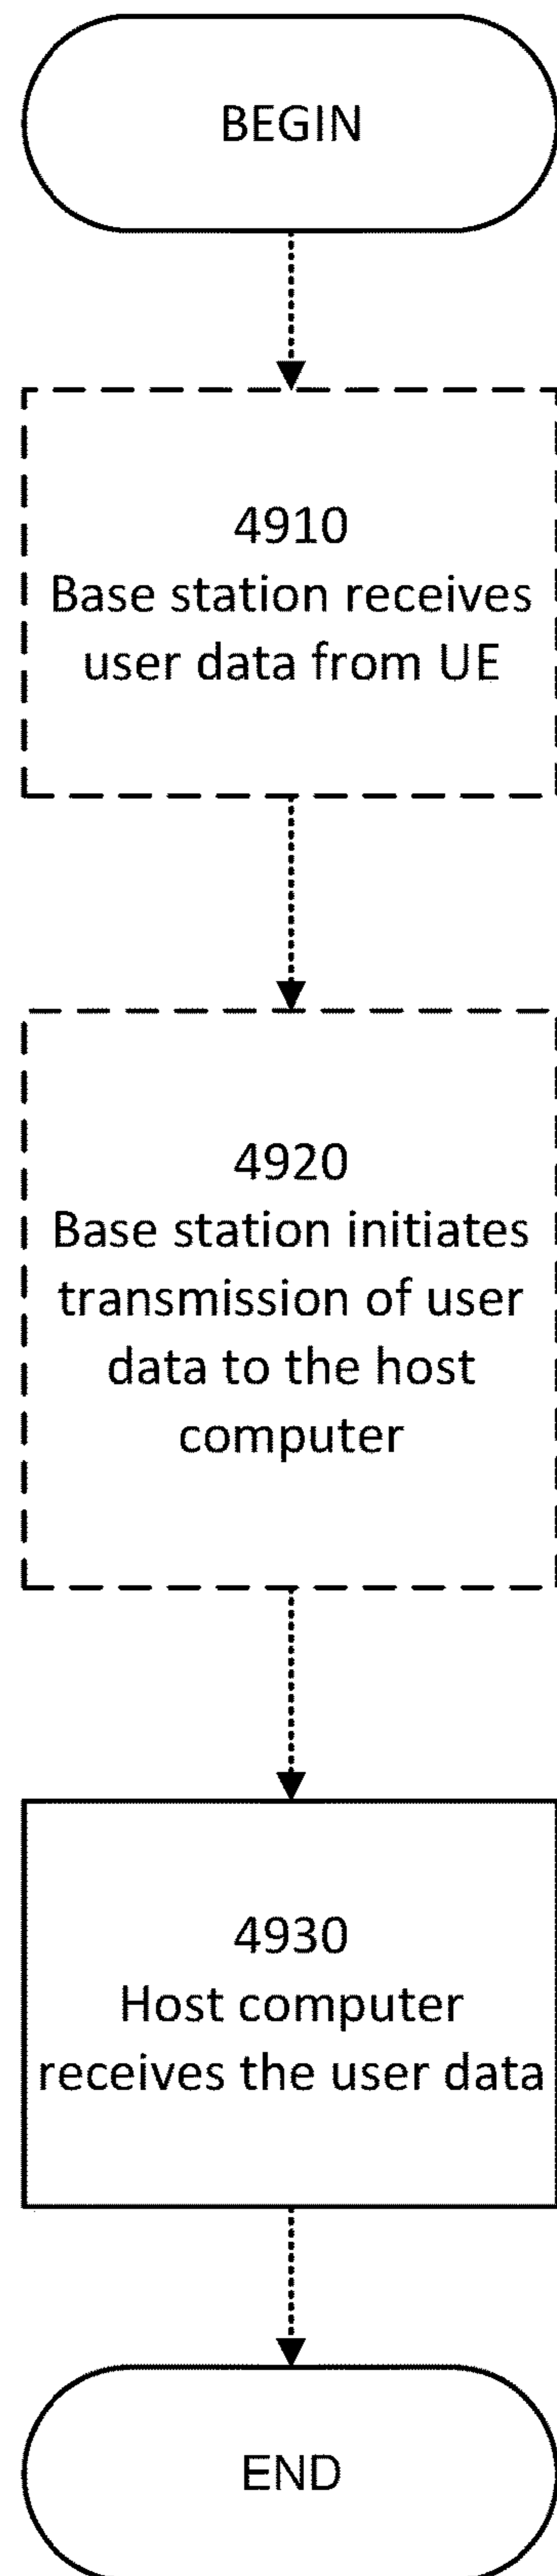 BEGIN
4910
Base station receives
user data from UE
4920
Base station initiates
transmission of user
data to the host
computer
4930
Host computer
receives the user data
END